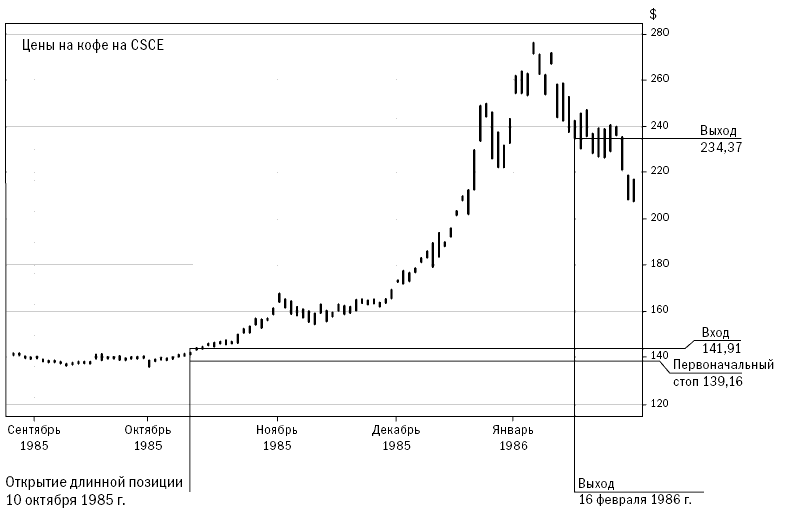 $
Цены на кофе на CSCE
280
260
240
Выход
234,37
220
200
180
160
Вход
141,91
140
Первоначальный
стоп 139,16
120
Сентябрь
1985
Октябрь
1985
Ноябрь
1985
Декабрь
1985
Январь
1986
Открытие длинной позиции
10 октября 1985 г.
Выход
16 февраля 1986 г.